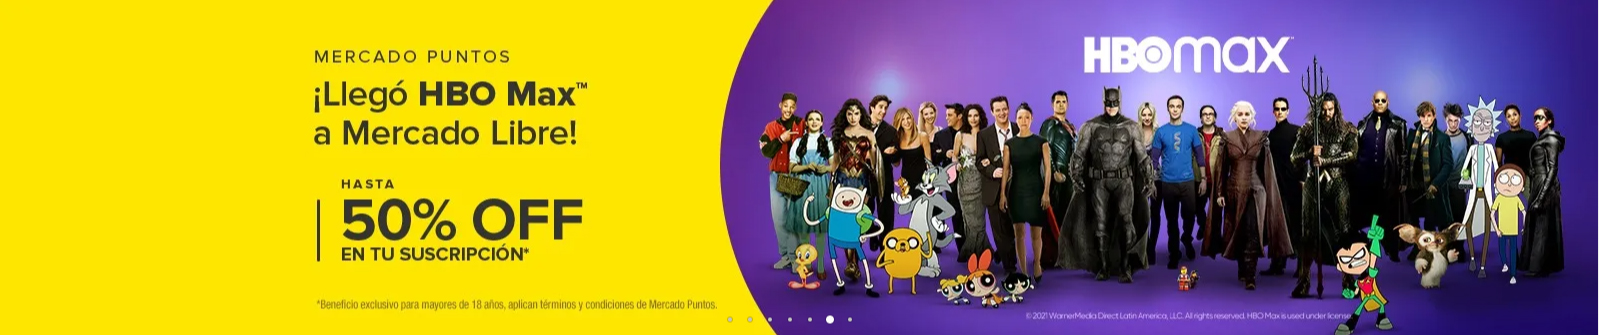 MERCADO PUNTOS
¡Llegó HBO Max™
a Mercado Libre!
HASTA
50% OFF
EN TU SUSCRIPCIÓN*
*Beneficio exclusivo para mayores de 18 años, aplican términos y condiciones de Mercado Puntos.
HBOmax™
© 2021 WarnerMedia Direct Latin America, LLC. All rights reserved. HBO Max is used under license.